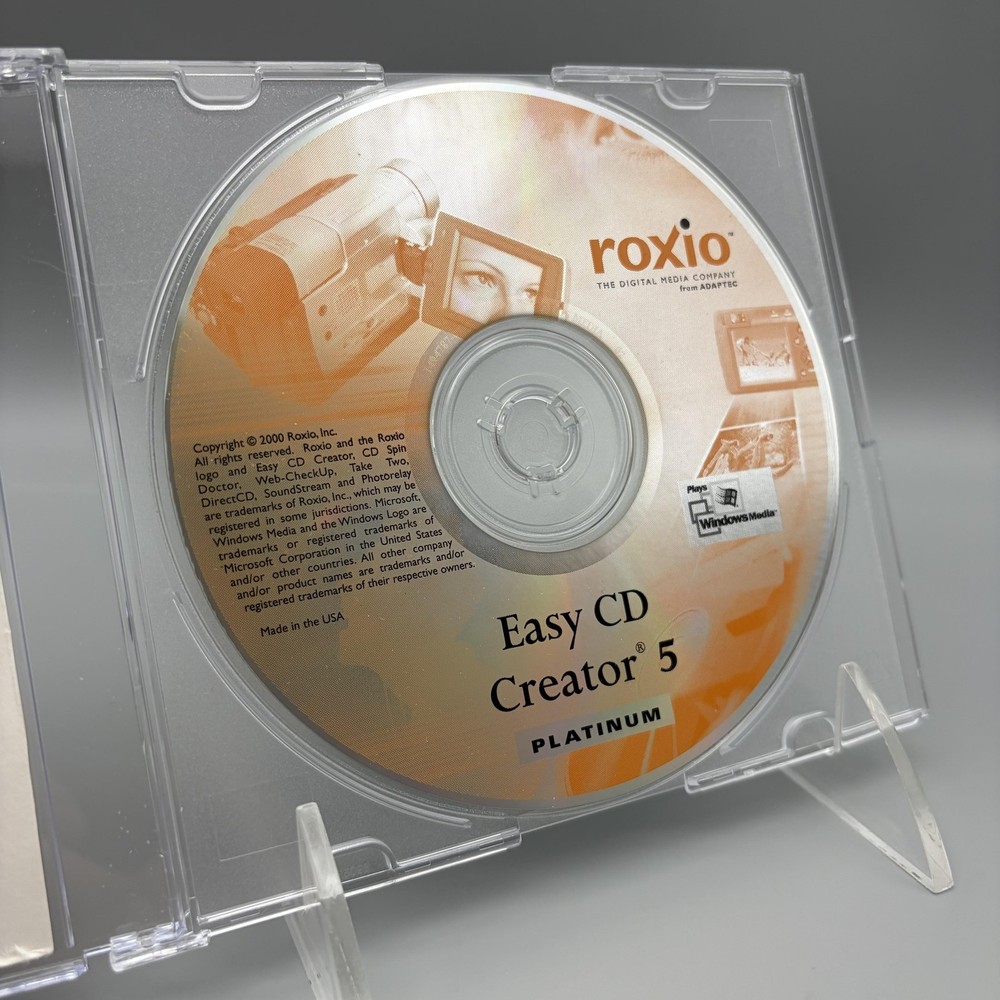 roxio™
THE DIGITAL MEDIA COMPANY
from ADAPTEC
Copyright © 2000 Roxio, Inc.
All rights reserved. Roxio and the Roxio
logo and Easy CD Creator, CD Spin
Doctor, Web-CheckUp, Take Two,
DirectCD, SoundStream and Photorelay
are trademarks of Roxio, Inc., which may be
registered in some jurisdictions. Microsoft,
Windows Media and the Windows Logo are
trademarks or registered trademarks of
Microsoft Corporation in the United States
and/or other countries. All other company
and/or product names are trademarks and/or
registered trademarks of their respective owners.
Made in the USA
Plays
Windows Media™
Easy CD
Creator® 5
PLATINUM